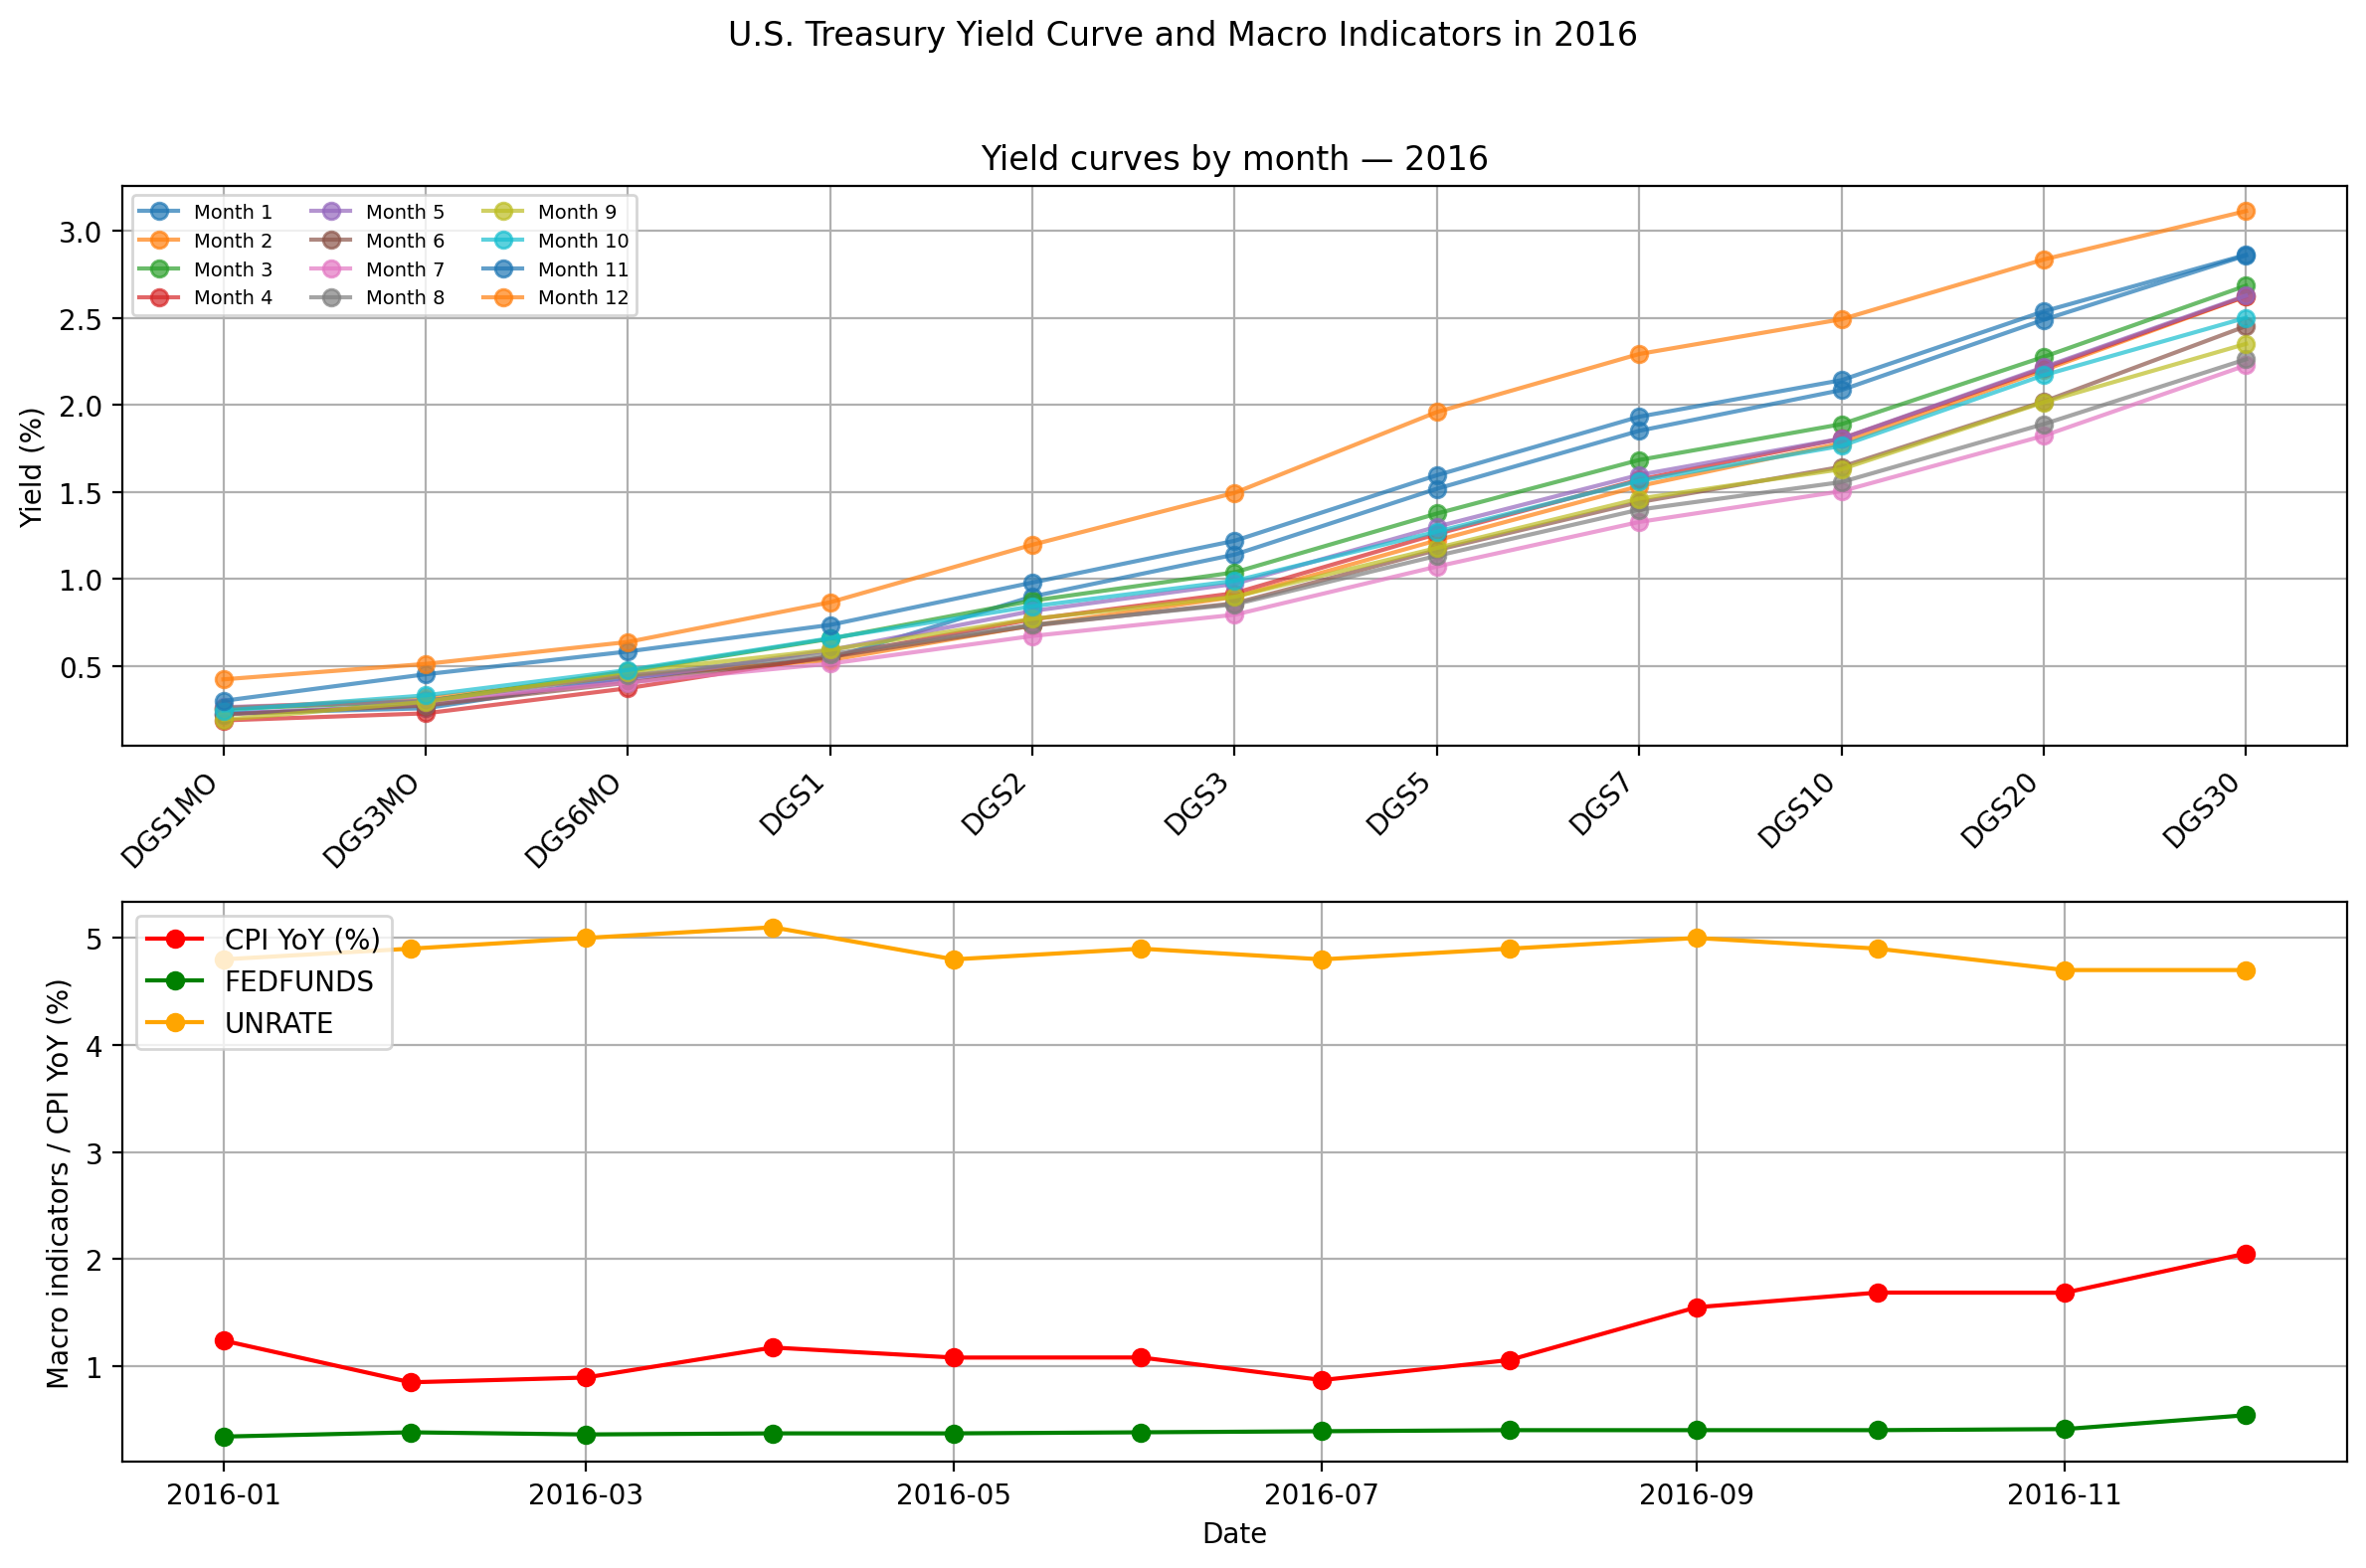 U.S. Treasury Yield Curve and Macro Indicators in 2016
Yield curves by month — 2016
Yield (%)
3.0
2.5
2.0
1.5
1.0
0.5
Month 1
Month 2
Month 3
Month 4
Month 5
Month 6
Month 7
Month 8
Month 9
Month 10
Month 11
Month 12
DGS1MO
DGS3MO
DGS6MO
DGS1
DGS2
DGS3
DGS5
DGS7
DGS10
DGS20
DGS30
Macro indicators / CPI YoY (%)
5
4
3
2
1
CPI YoY (%)
FEDFUNDS
UNRATE
2016-01
2016-03
2016-05
2016-07
2016-09
2016-11
Date